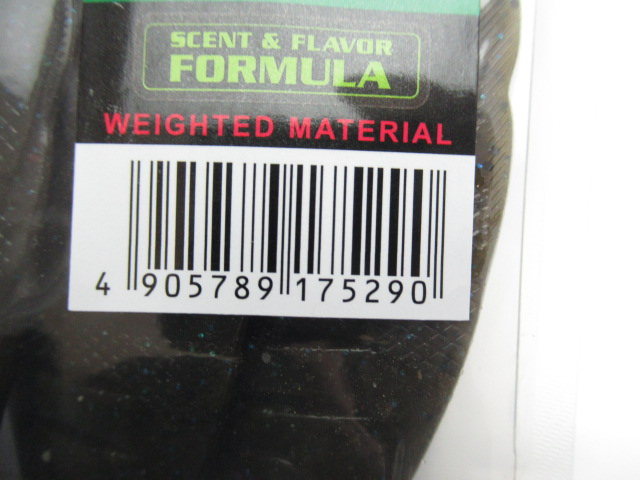 SCENT & FLAVOR
FORMULA
WEIGHTED MATERIAL
4 905789 175290